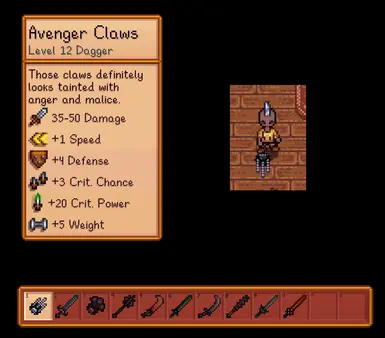 Avenger Claws
Level 12 Dagger
Those claws definitely
looks tainted with
anger and malice.
35-50 Damage
+1 Speed
+4 Defense
+3 Crit. Chance
+20 Crit. Power
+5 Weight